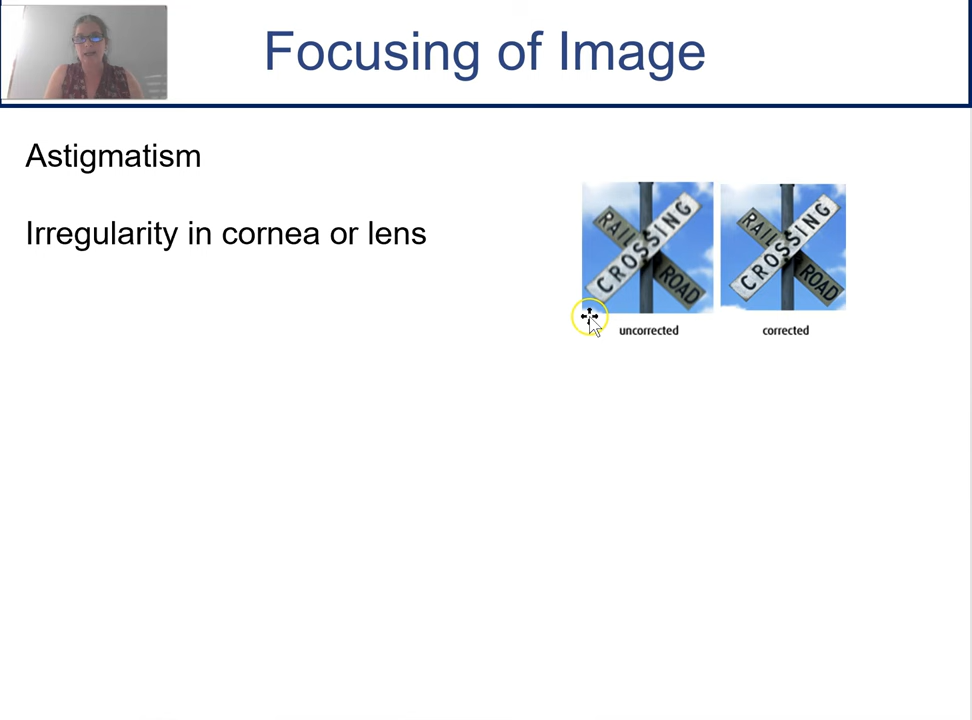 Focusing of Image
Astigmatism
Irregularity in cornea or lens
RAIL
CROSSING
ROAD
RAIL
CROSSING
ROAD
uncorrected
corrected